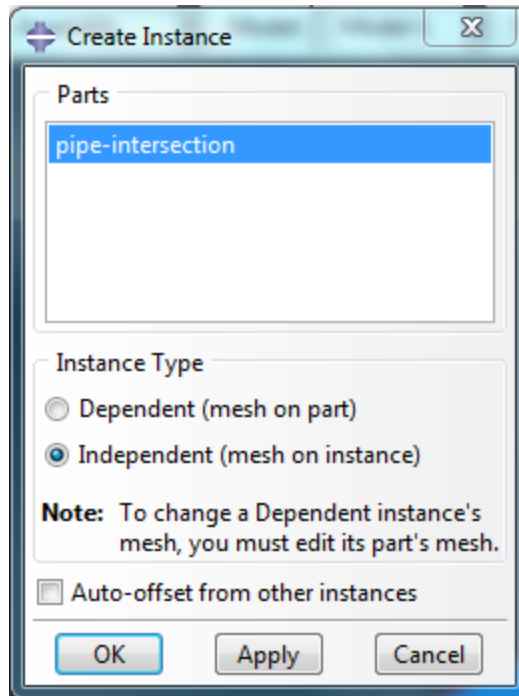 Create Instance
Parts
pipe-intersection
Instance Type
Dependent (mesh on part)
Independent (mesh on instance)
Note: To change a Dependent instance's
mesh, you must edit its part's mesh.
Auto-offset from other instances
OK Apply Cancel